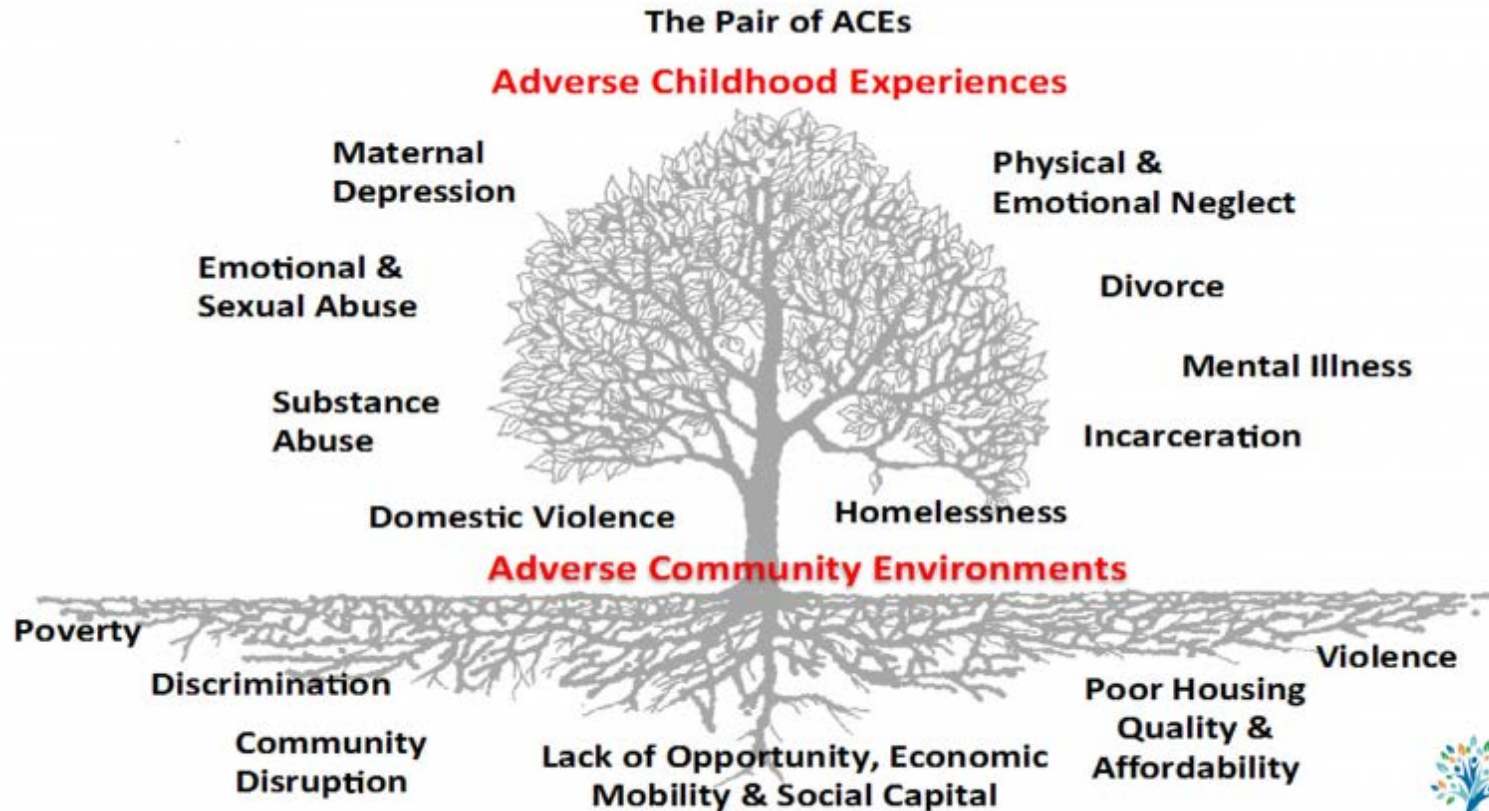 The Pair of ACEs
Adverse Childhood Experiences
Maternal
Depression
Physical &
Emotional Neglect
Emotional &
Sexual Abuse
Divorce
Mental Illness
Substance
Abuse
Incarceration
Domestic Violence
Homelessness
Adverse Community Environments
Poverty
Violence
Discrimination
Poor Housing
Quality &
Affordability
Community
Disruption
Lack of Opportunity, Economic
Mobility & Social Capital